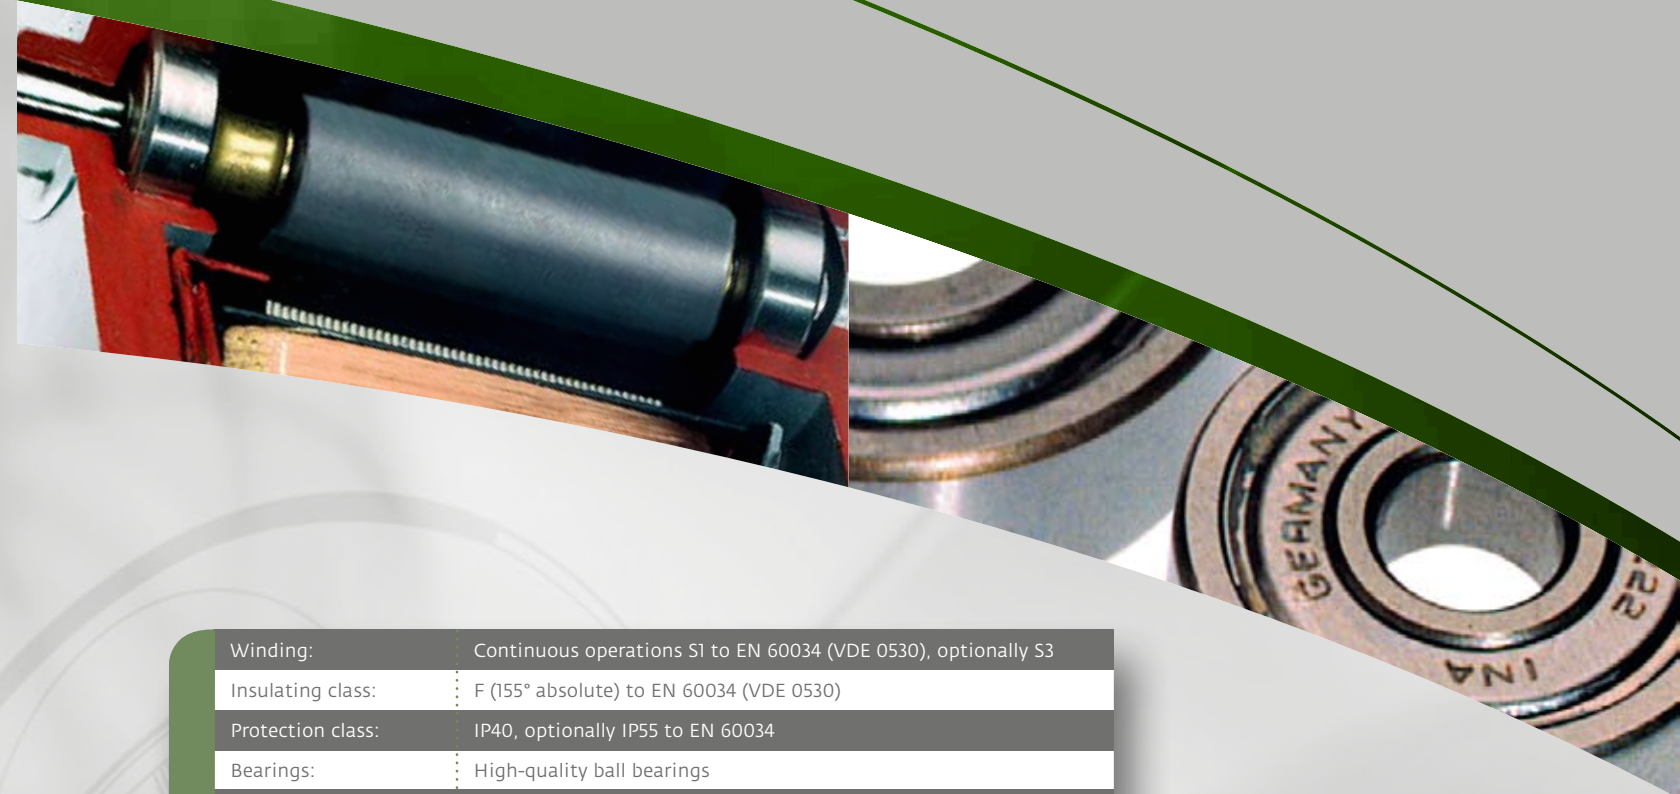 GERMANY
-22
INA
Winding: Continuous operations S1 to EN 60034 (VDE 0530), optionally S3
Insulating class: F (155° absolute) to EN 60034 (VDE 0530)
Protection class: IP40, optionally IP55 to EN 60034
Bearings: High-quality ball bearings